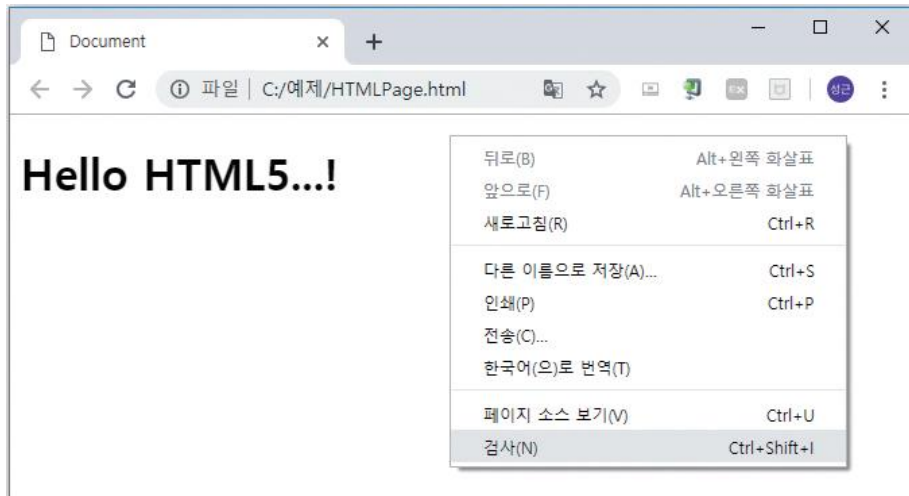 Document
파일 | C:/예제/HTMLPage.html
성근
Hello HTML5...!
뒤로(B) Alt+왼쪽 화살표
앞으로(F) Alt+오른쪽 화살표
새로고침(R) Ctrl+R
다른 이름으로 저장(A)... Ctrl+S
인쇄(P) Ctrl+P
전송(C)...
한국어(으)로 번역(T)
페이지 소스 보기(V) Ctrl+U
검사(N) Ctrl+Shift+I